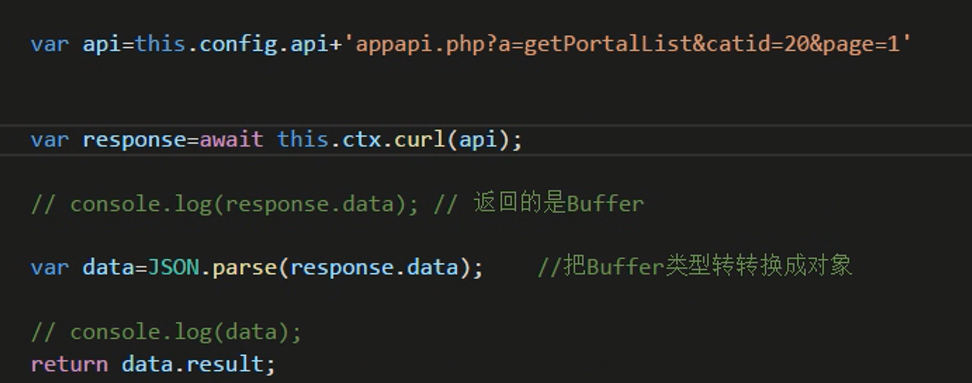 var api=this.config.api+'appapi.php?a=getPortalList&catid=20&page=1'
var response=await this.ctx.curl(api);
// console.log(response.data); // 返回的是Buffer
var data=JSON.parse(response.data);    //把Buffer类型转转换成对象
// console.log(data);
return data.result;